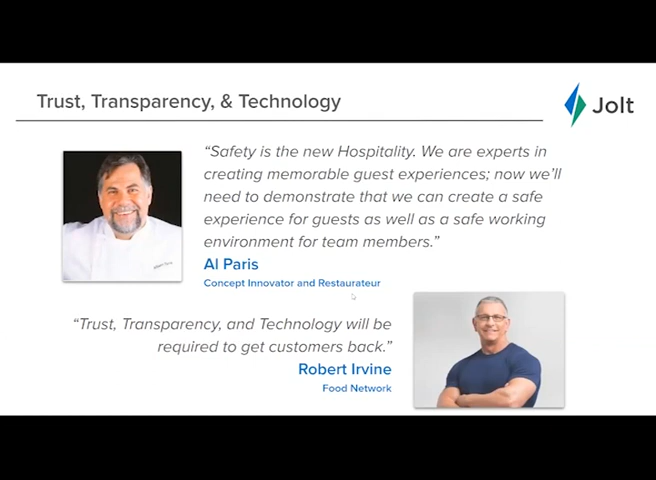 Trust, Transparency, & Technology
Jolt
“Safety is the new Hospitality. We are experts in
creating memorable guest experiences; now we’ll
need to demonstrate that we can create a safe
experience for guests as well as a safe working
environment for team members.”
Al Paris
Concept Innovator and Restaurateur
“Trust, Transparency, and Technology will be
required to get customers back.”
Robert Irvine
Food Network